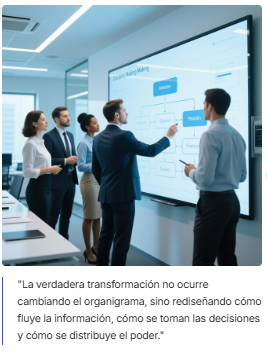 "La verdadera transformación no ocurre
cambiando el organigrama, sino rediseñando cómo
fluye la información, cómo se toman las decisiones
y cómo se distribuye el poder."